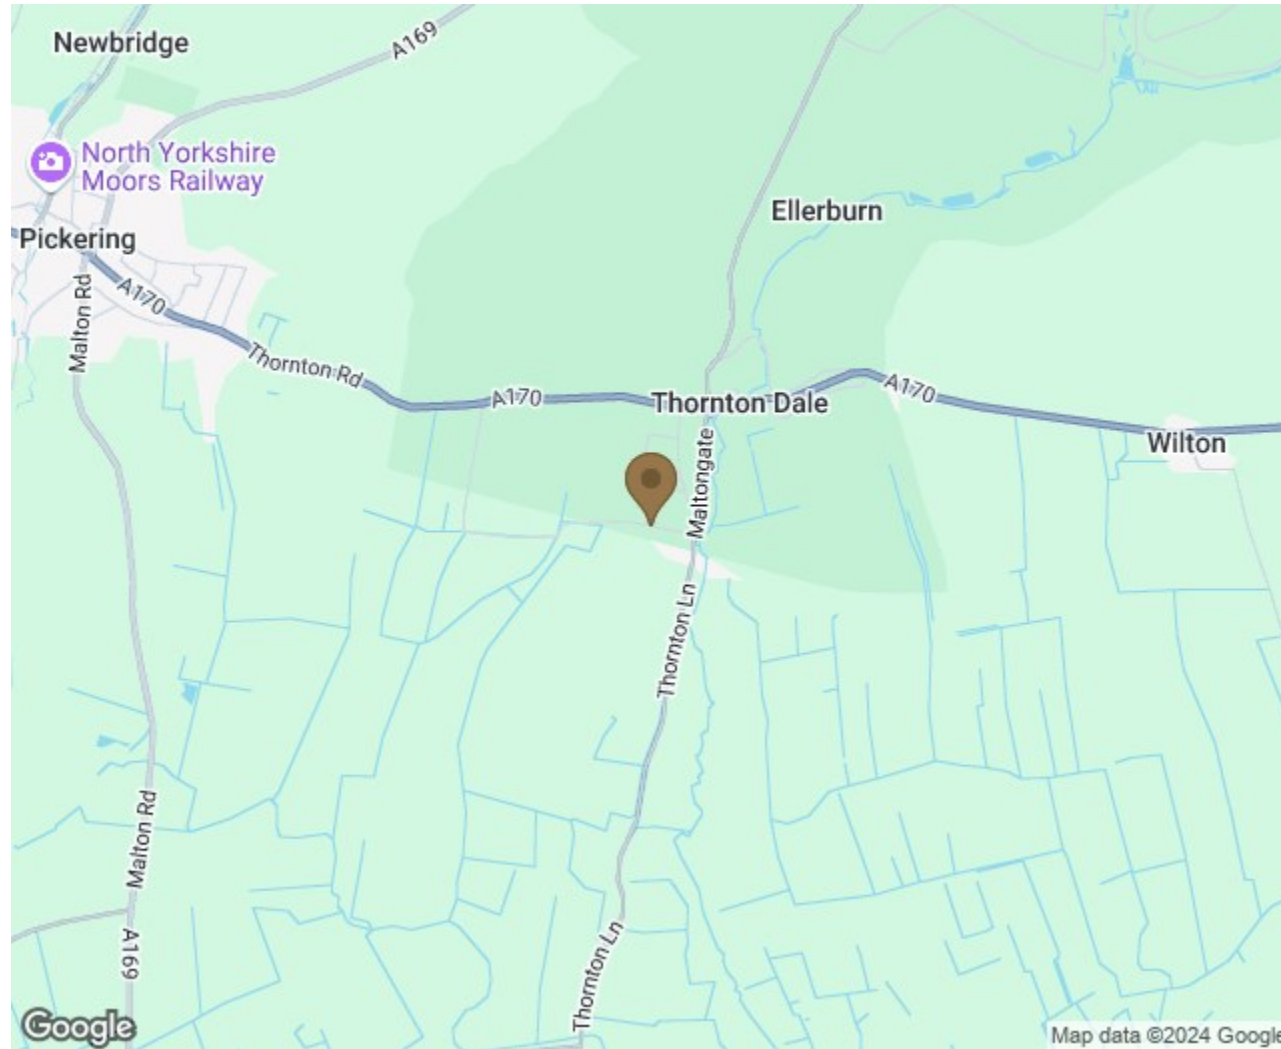 Newbridge
A169
North Yorkshire
Moors Railway
Ellerburn
Pickering
A170
Malton Rd
Thornton Rd
A170
Thornton Dale
A170
Wilton
Maltongate
Thornton Ln
Malton Rd
A169
Thornton Ln
Google
Map data ©2024 Google